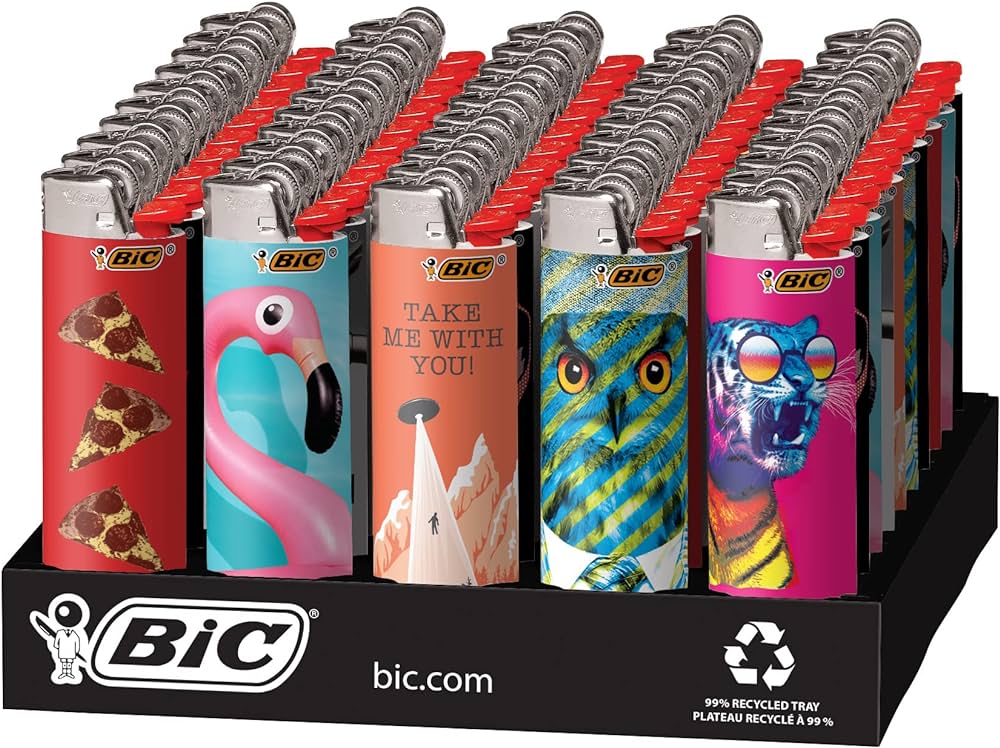 BiC®
BiC®
BiC®
BiC®
BiC®
TAKE
ME WITH
YOU!
BiC®
bic.com
99% RECYCLED TRAY
PLATEAU RECYCLÉ À 99%